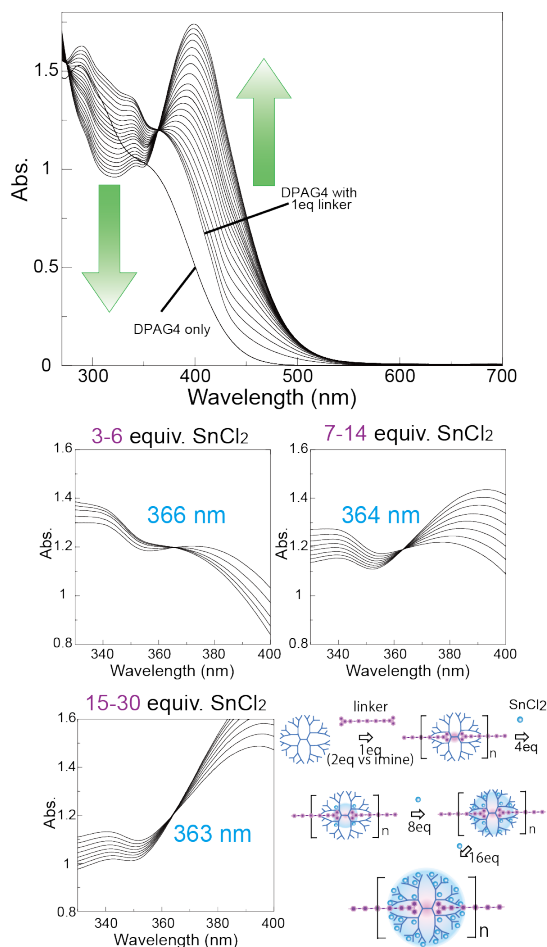 1.5
1
0.5
0
Abs.
DPAG4 with
1eq linker
DPAG4 only
300 400 500 600 700
Wavelength (nm)
3-6 equiv. SnCl2
1.6
1.4
1.2
1
0.8
Abs.
366 nm
340 360 380 400
Wavelength (nm)
7-14 equiv. SnCl2
1.6
1.4
1.2
1
0.8
Abs.
364 nm
340 360 380 400
Wavelength (nm)
15-30 equiv. SnCl2
1.6
1.4
1.2
1
0.8
Abs.
363 nm
340 360 380 400
Wavelength (nm)
linker
1eq
(2eq vs imine)
n
SnCl2
4eq
n
8eq
n
16eq
n